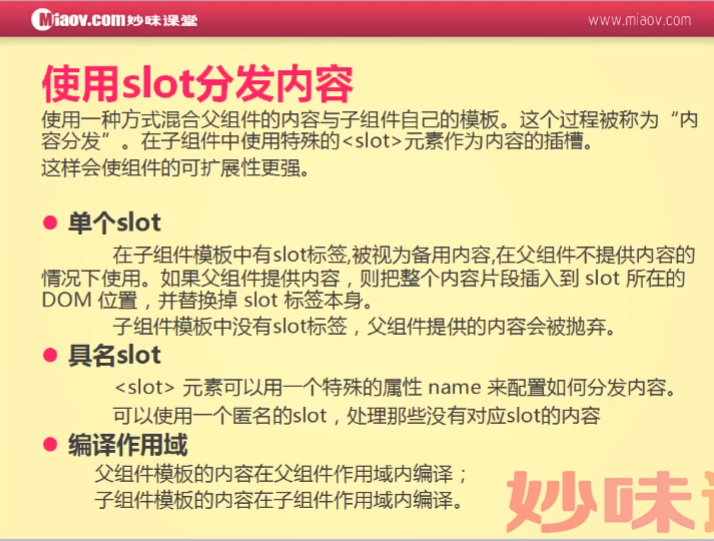 Miaov.com妙味课堂
www.miaov.com
使用slot分发内容
使用一种方式混合父组件的内容与子组件自己的模板。这个过程被称为“内
容分发”。在子组件中使用特殊的<slot>元素作为内容的插槽。
这样会使组件的可扩展性更强。
● 单个slot
在子组件模板中有slot标签,被视为备用内容,在父组件不提供内容的
情况下使用。如果父组件提供内容，则把整个内容片段插入到 slot 所在的
DOM 位置，并替换掉 slot 标签本身。
子组件模板中没有slot标签，父组件提供的内容会被抛弃。
● 具名slot
<slot> 元素可以用一个特殊的属性 name 来配置如何分发内容。
可以使用一个匿名的slot，处理那些没有对应slot的内容
● 编译作用域
父组件模板的内容在父组件作用域内编译；
子组件模板的内容在子组件作用域内编译。
妙味